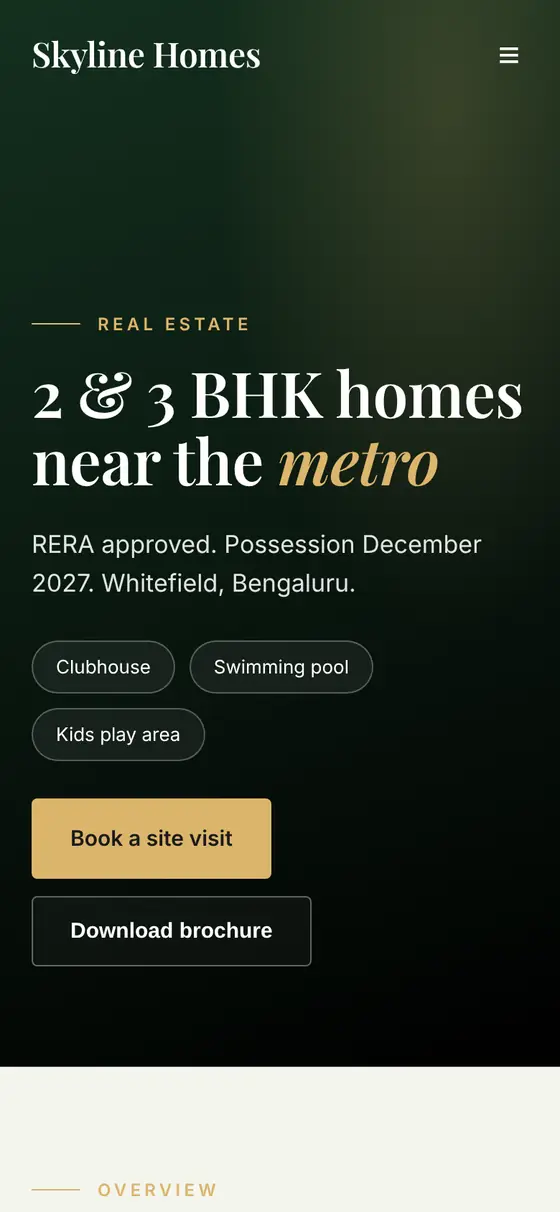 Skyline Homes
REAL ESTATE
2 & 3 BHK homes
near the metro
RERA approved. Possession December
2027. Whitefield, Bengaluru.
Clubhouse
Swimming pool
Kids play area
Book a site visit
Download brochure
OVERVIEW